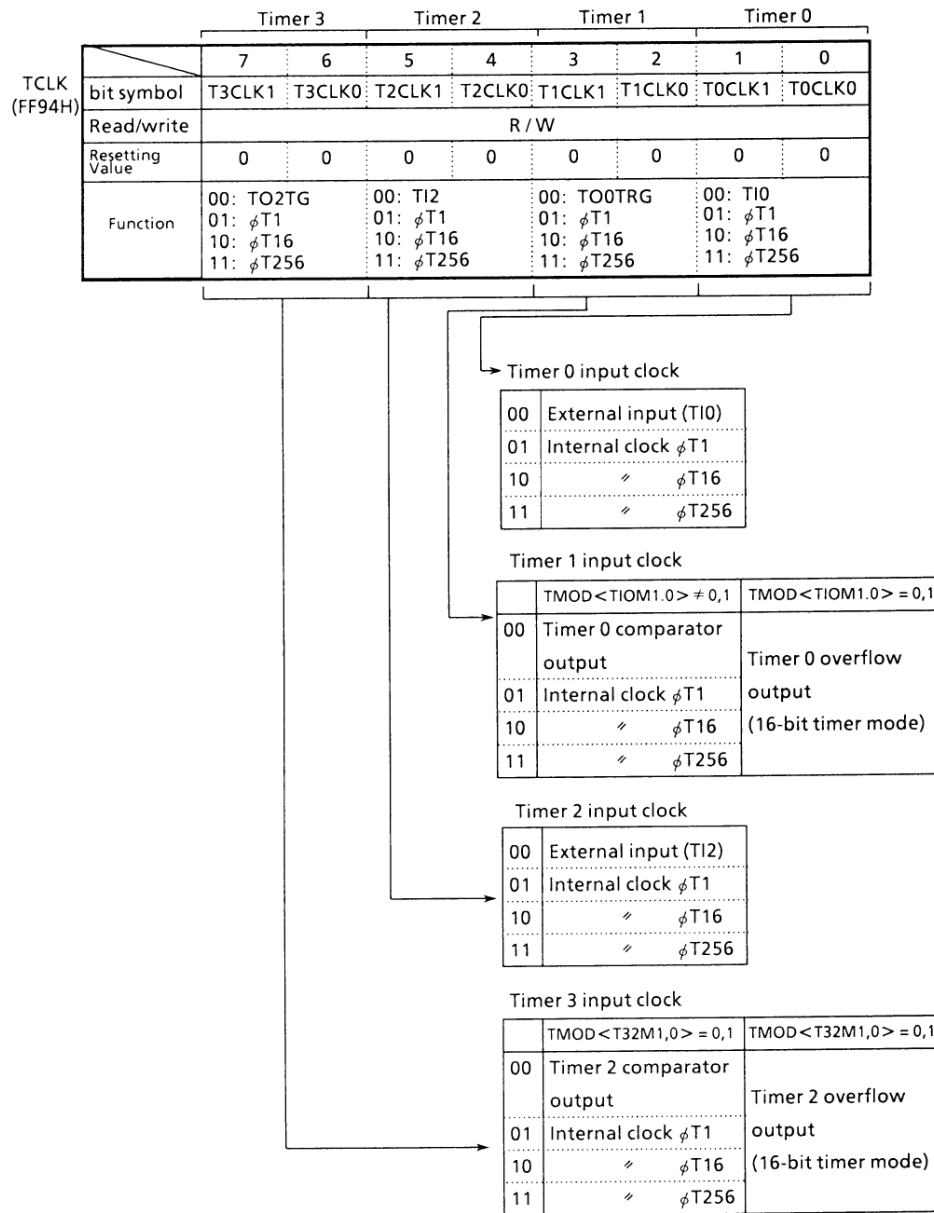 Timer 3 Timer 2 Timer 1 Timer 0
7 6 5 4 3 2 1 0
TCLK
(FF94H)
bit symbol T3CLK1 T3CLK0 T2CLK1 T2CLK0 T1CLK1 T1CLK0 T0CLK1 T0CLK0
Read/write R / W
Resetting
Value 0 0 0 0 0 0 0 0
Function
00: TO2TG 00: TI2 00: TO0TRG 00: TI0
01: ϕT1 01: ϕT1 01: ϕT1 01: ϕT1
10: ϕT16 10: ϕT16 10: ϕT16 10: ϕT16
11: ϕT256 11: ϕT256 11: ϕT256 11: ϕT256
Timer 0 input clock
00 External input (TI0)
01 Internal clock ϕT1
10 〃 ϕT16
11 〃 ϕT256
Timer 1 input clock
TMOD<TIOM1.0> ≠ 0,1 TMOD<TIOM1.0> = 0,1
00 Timer 0 comparator
output
01 Internal clock ϕT1
10 〃 ϕT16
11 〃 ϕT256
Timer 0 overflow
output
(16-bit timer mode)
Timer 2 input clock
00 External input (TI2)
01 Internal clock ϕT1
10 〃 ϕT16
11 〃 ϕT256
Timer 3 input clock
TMOD<T32M1,0> = 0,1 TMOD<T32M1,0> = 0,1
00 Timer 2 comparator
output
01 Internal clock ϕT1
10 〃 ϕT16
11 〃 ϕT256
Timer 2 overflow
output
(16-bit timer mode)